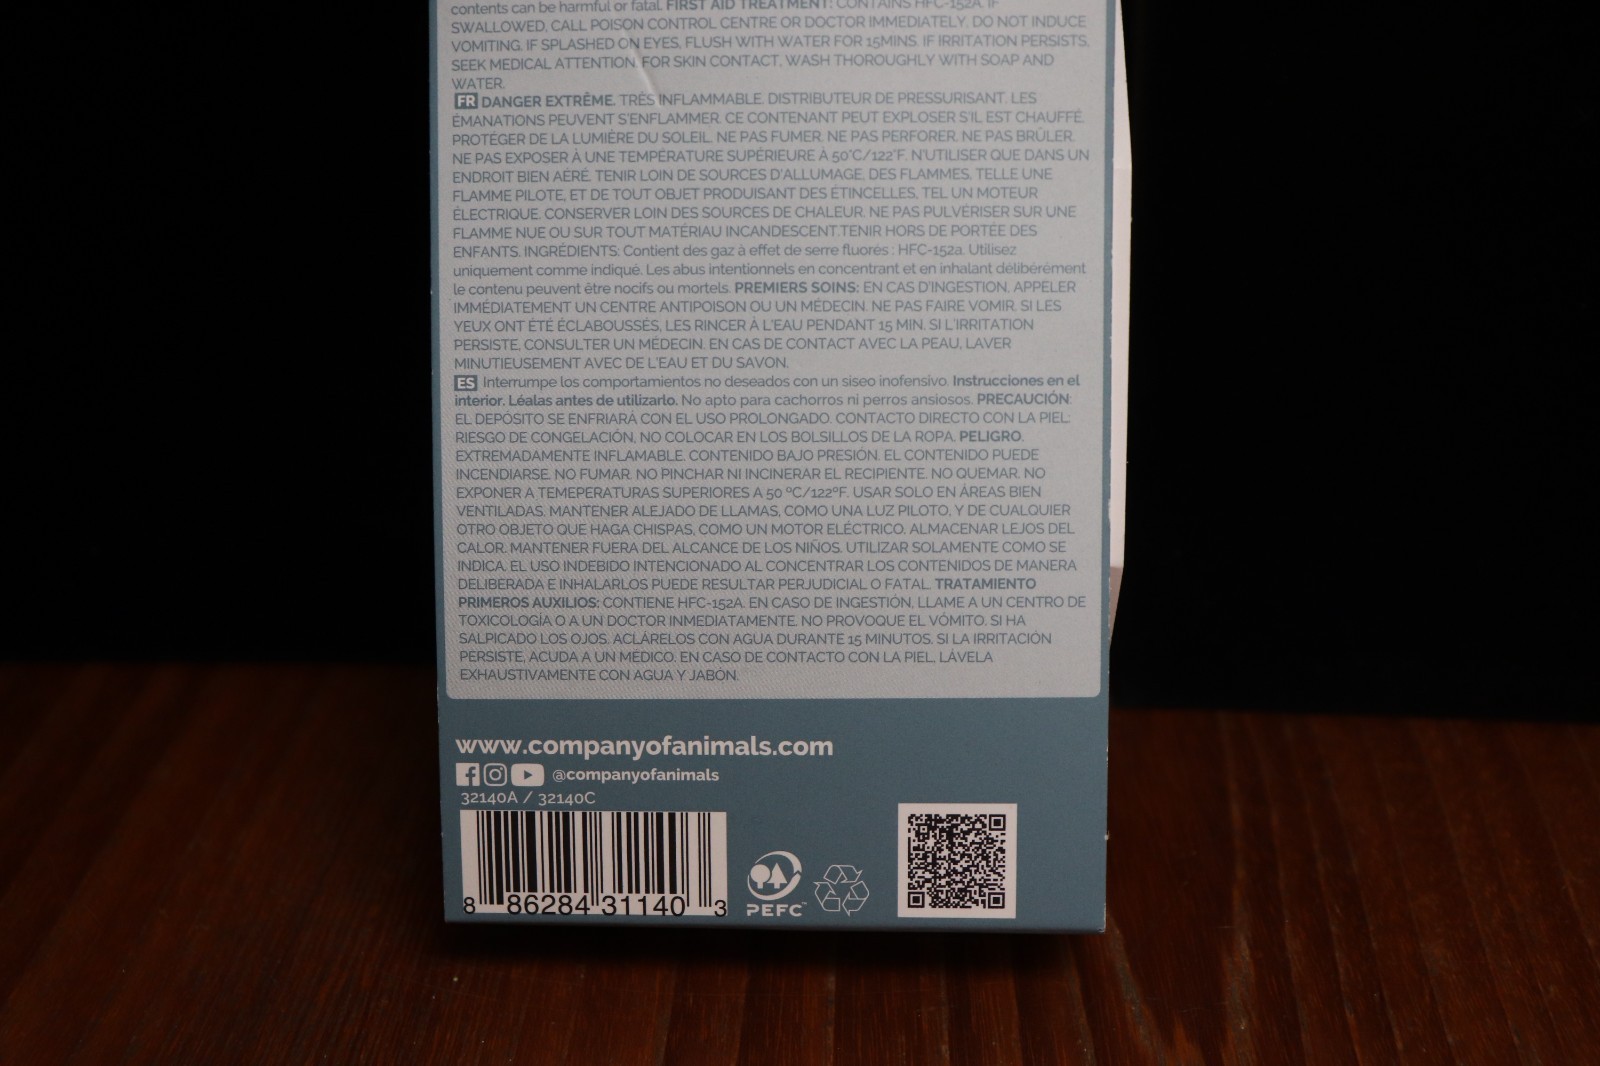 contents can be harmful or fatal. FIRST AID TREATMENT: CONTAINS HFC-152A. IF
SWALLOWED, CALL POISON CONTROL CENTRE OR DOCTOR IMMEDIATELY, DO NOT INDUCE
VOMITING. IF SPLASHED ON EYES, FLUSH WITH WATER FOR 15MINS. IF IRRITATION PERSISTS,
SEEK MEDICAL ATTENTION. FOR SKIN CONTACT, WASH THOROUGHLY WITH SOAP AND
WATER.
FR DANGER EXTRÊME. TRÈS INFLAMMABLE. DISTRIBUTEUR DE PRESSURISANT. LES
ÉMANATIONS PEUVENT S'ENFLAMMER. CE CONTENANT PEUT EXPLOSER S'IL EST CHAUFFÉ.
PROTÉGER DE LA LUMIÈRE DU SOLEIL. NE PAS FUMER. NE PAS PERFORER. NE PAS BRÛLER.
NE PAS EXPOSER À UNE TEMPÉRATURE SUPÉRIEURE À 50°C/122°F. N'UTILISER QUE DANS UN
ENDROIT BIEN AÉRÉ. TENIR LOIN DE SOURCES D'ALLUMAGE, DES FLAMMES, TELLE UNE
FLAMME PILOTE, ET DE TOUT OBJET PRODUISANT DES ÉTINCELLES, TEL UN MOTEUR
ÉLECTRIQUE. CONSERVER LOIN DES SOURCES DE CHALEUR. NE PAS PULVÉRISER SUR UNE
FLAMME NUE OU SUR TOUT MATÉRIAU INCANDESCENT.TENIR HORS DE PORTÉE DES
ENFANTS. INGRÉDIENTS: Contient des gaz à effet de serre fluorés : HFC-152a. Utilisez
uniquement comme indiqué. Les abus intentionnels en concentrant et en inhalant délibérément
le contenu peuvent être nocifs ou mortels. PREMIERS SOINS: EN CAS D'INGESTION, APPELER
IMMÉDIATEMENT UN CENTRE ANTIPOISON OU UN MÉDECIN. NE PAS FAIRE VOMIR. SI LES
YEUX ONT ÉTÉ ÉCLABOUSSÉS, LES RINCER À L'EAU PENDANT 15 MIN. SI L'IRRITATION
PERSISTE, CONSULTER UN MÉDECIN. EN CAS DE CONTACT AVEC LA PEAU, LAVER
MINUTIEUSEMENT AVEC DE L'EAU ET DU SAVON.
ES Interrumpe los comportamientos no deseados con un siseo inofensivo. Instrucciones en el
interior. Léalas antes de utilizarlo. No apto para cachorros ni perros ansiosos. PRECAUCIÓN:
EL DEPÓSITO SE ENFRIARÁ CON EL USO PROLONGADO. CONTACTO DIRECTO CON LA PIEL:
RIESGO DE CONGELACIÓN, NO COLOCAR EN LOS BOLSILLOS DE LA ROPA. PELIGRO.
EXTREMADAMENTE INFLAMABLE. CONTENIDO BAJO PRESIÓN. EL CONTENIDO PUEDE
INCENDIARSE. NO FUMAR. NO PINCHAR NI INCINERAR EL RECIPIENTE. NO QUEMAR. NO
EXPONER A TEMEPERATURAS SUPERIORES A 50 ºC/122ºF. USAR SOLO EN ÁREAS BIEN
VENTILADAS. MANTENER ALEJADO DE LLAMAS, COMO UNA LUZ PILOTO, Y DE CUALQUIER
OTRO OBJETO QUE HAGA CHISPAS, COMO UN MOTOR ELÉCTRICO. ALMACENAR LEJOS DEL
CALOR. MANTENER FUERA DEL ALCANCE DE LOS NIÑOS. UTILIZAR SOLAMENTE COMO SE
INDICA. EL USO INDEBIDO INTENCIONADO AL CONCENTRAR LOS CONTENIDOS DE MANERA
DELIBERADA E INHALARLOS PUEDE RESULTAR PERJUDICIAL O FATAL. TRATAMIENTO
PRIMEROS AUXILIOS: CONTIENE HFC-152A. EN CASO DE INGESTIÓN, LLAME A UN CENTRO DE
TOXICOLOGÍA O A UN DOCTOR INMEDIATAMENTE. NO PROVOQUE EL VÓMITO. SI HA
SALPICADO LOS OJOS, ACLÁRELOS CON AGUA DURANTE 15 MINUTOS. SI LA IRRITACIÓN
PERSISTE, ACUDA A UN MÉDICO. EN CASO DE CONTACTO CON LA PIEL, LÁVELA
EXHAUSTIVAMENTE CON AGUA Y JABÓN.
www.companyofanimals.com
@companyofanimals
32140A / 32140C
8 86284 31140 3
PEFC™